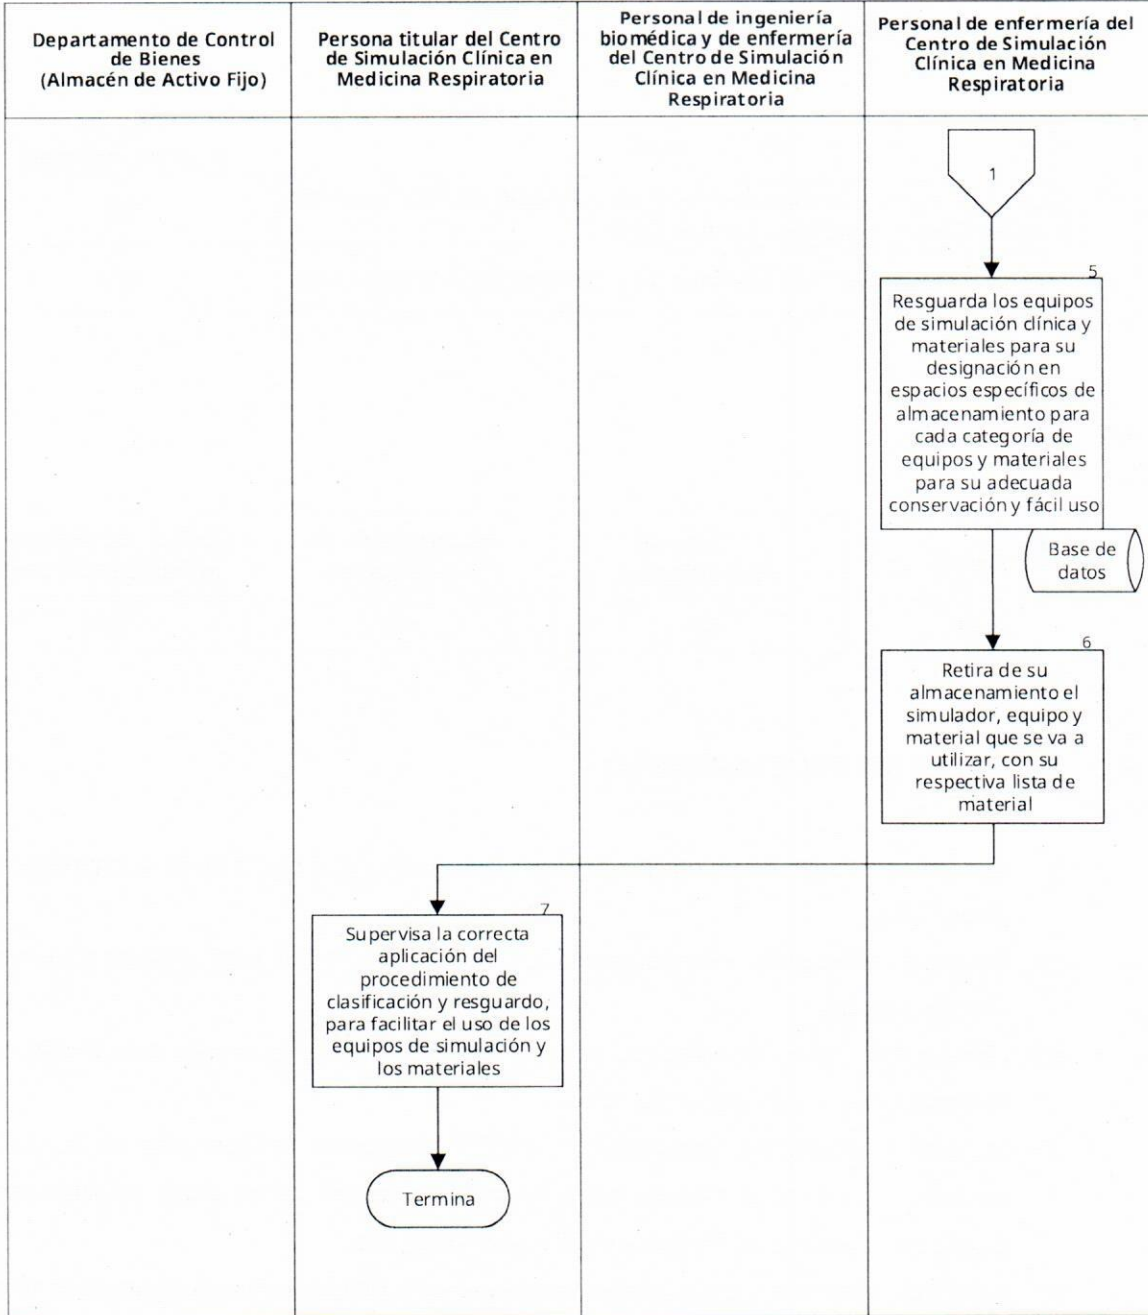 Departamento de Control
de Bienes
(Almacén de Activo Fijo)
Persona titular del Centro
de Simulación Clínica en
Medicina Respiratoria
Personal de ingeniería
biomédica y de enfermería
del Centro de Simulación
Clínica en Medicina
Respiratoria
Personal de enfermería del
Centro de Simulación
Clínica en Medicina
Respiratoria
1
5
Resguarda los equipos
de simulación clínica y
materiales para su
designación en
espacios específicos de
almacenamiento para
cada categoría de
equipos y materiales
para su adecuada
conservación y fácil uso
Base de
datos
6
Retira de su
almacenamiento el
simulador, equipo y
material que se va a
utilizar, con su
respectiva lista de
material
7
Supervisa la correcta
aplicación del
procedimiento de
clasificación y resguardo,
para facilitar el uso de los
equipos de simulación y
los materiales
Termina